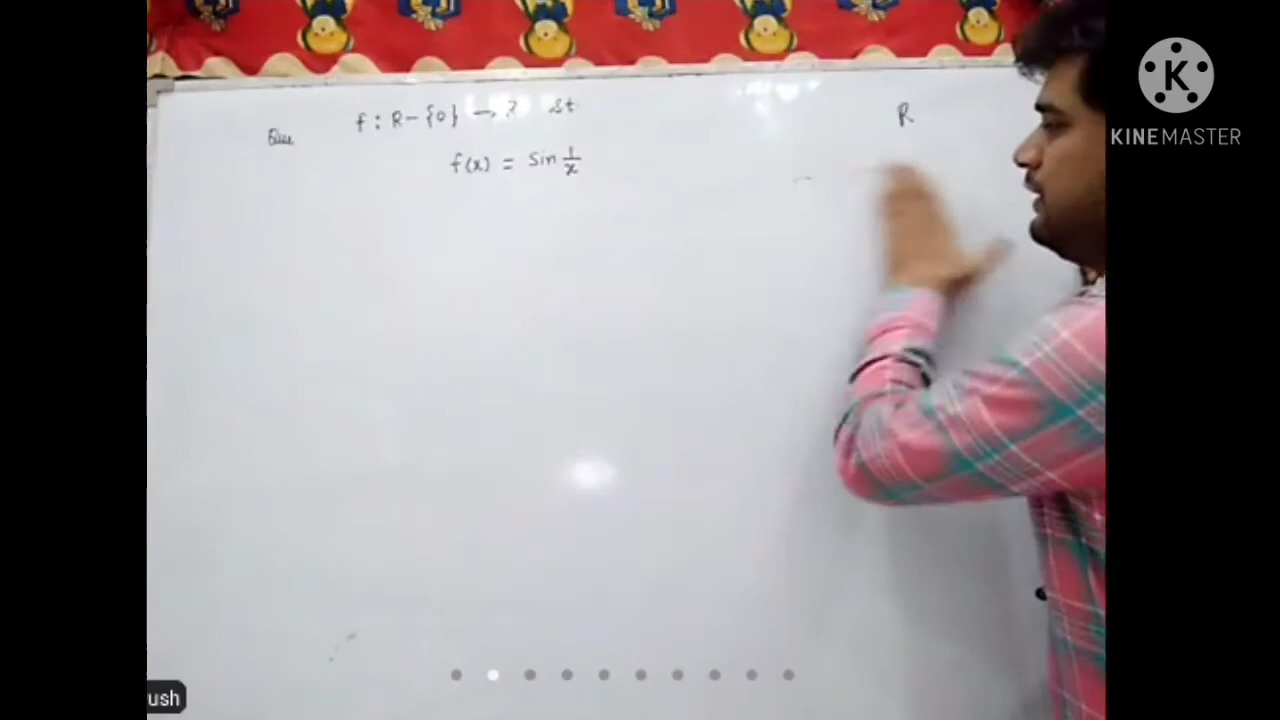 f : R - {0} → ? st
R
Que
f(x) = Sin 1/x
KINEMASTER
ush